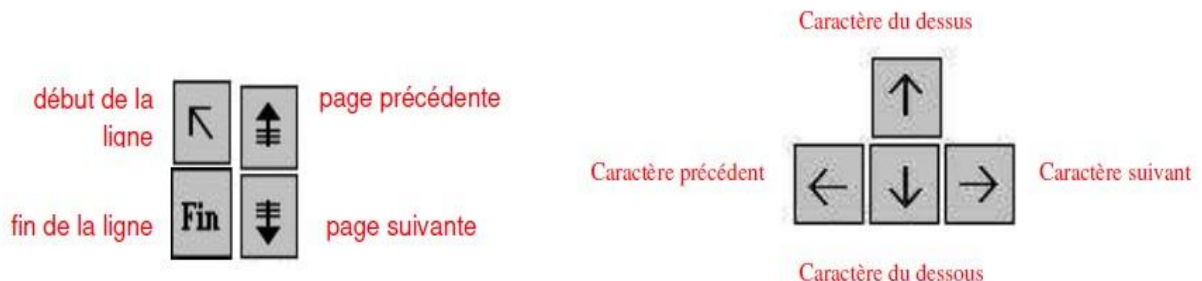 Caractère du dessus
début de la
ligne
page précédente
Caractère précédent
Caractère suivant
fin de la ligne
Fin
page suivante
Caractère du dessous